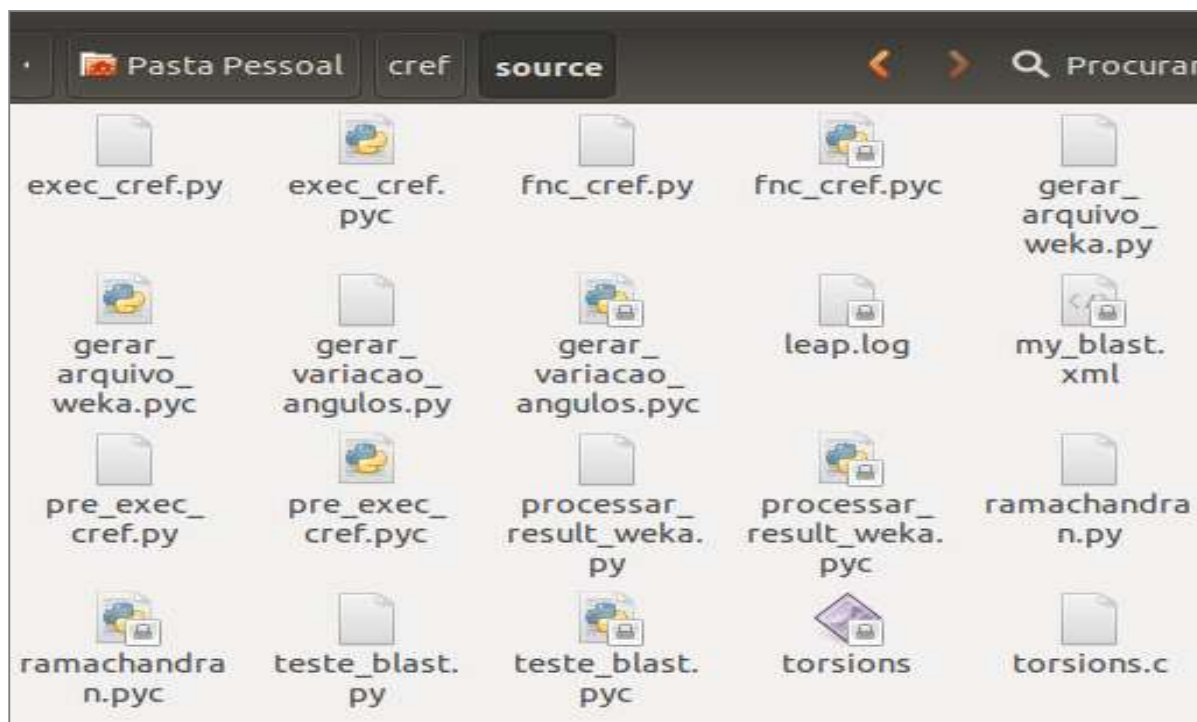 Pasta Pessoal cref source Procurar
exec_cref.py
exec_cref.
pyc
fnc_cref.py
fnc_cref.pyc
gerar_
arquivo_
weka.py
gerar_
arquivo_
weka.pyc
gerar_
variacao_
angulos.py
gerar_
variacao_
angulos.pyc
leap.log
my_blast.
xml
pre_exec_
cref.py
pre_exec_
cref.pyc
processar_
result_weka.
py
processar_
result_weka.
pyc
ramachandra
n.py
ramachandra
n.pyc
teste_blast.
py
teste_blast.
pyc
torsions
torsions.c